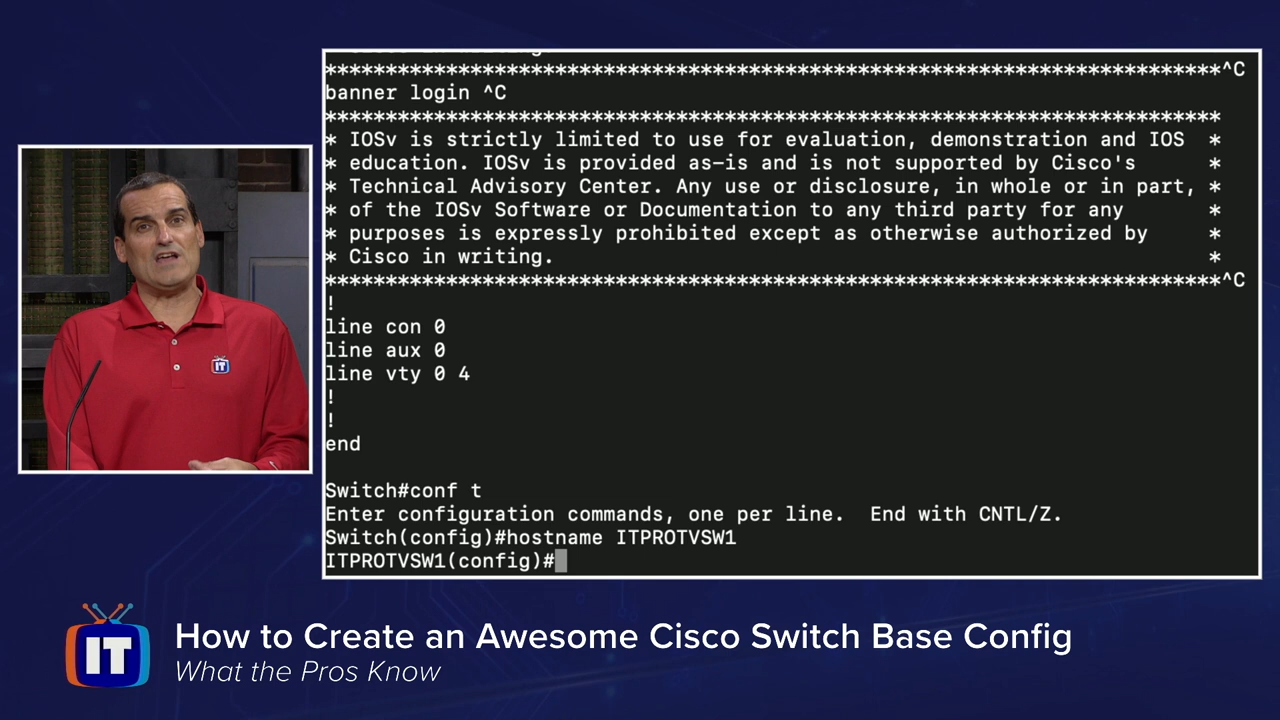 *****************************************************************************^C
banner login ^C
**************************************************************************
* IOSv is strictly limited to use for evaluation, demonstration and IOS  *
* education. IOSv is provided as-is and is not supported by Cisco's      *
* Technical Advisory Center. Any use or disclosure, in whole or in part, *
* of the IOSv Software or Documentation to any third party for any       *
* purposes is expressly prohibited except as otherwise authorized by     *
* Cisco in writing.                                                      *
**************************************************************************^C
!
line con 0
line aux 0
line vty 0 4
!
!
end
Switch#conf t
Enter configuration commands, one per line.  End with CNTL/Z.
Switch(config)#hostname ITPROTVSW1
ITPROTVSW1(config)#
IT
IT
How to Create an Awesome Cisco Switch Base Config
What the Pros Know